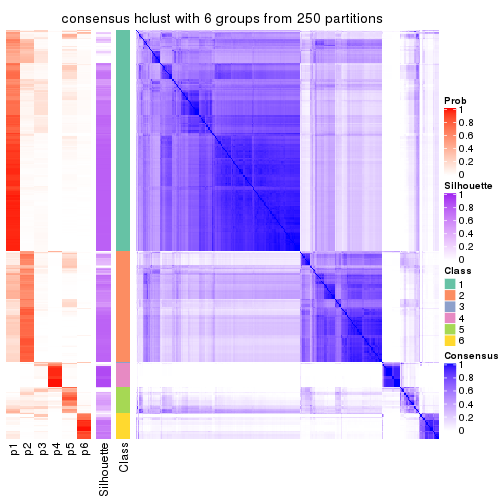 consensus hclust with 6 groups from 250 partitions
Prob
1
0.8
0.6
0.4
0.2
0
Silhouette
1
0.8
0.6
0.4
0.2
0
Class
1
2
3
4
5
6
Consensus
1
0.8
0.6
0.4
0.2
0
p1
p2
p3
p4
p5
p6
Silhouette
Class